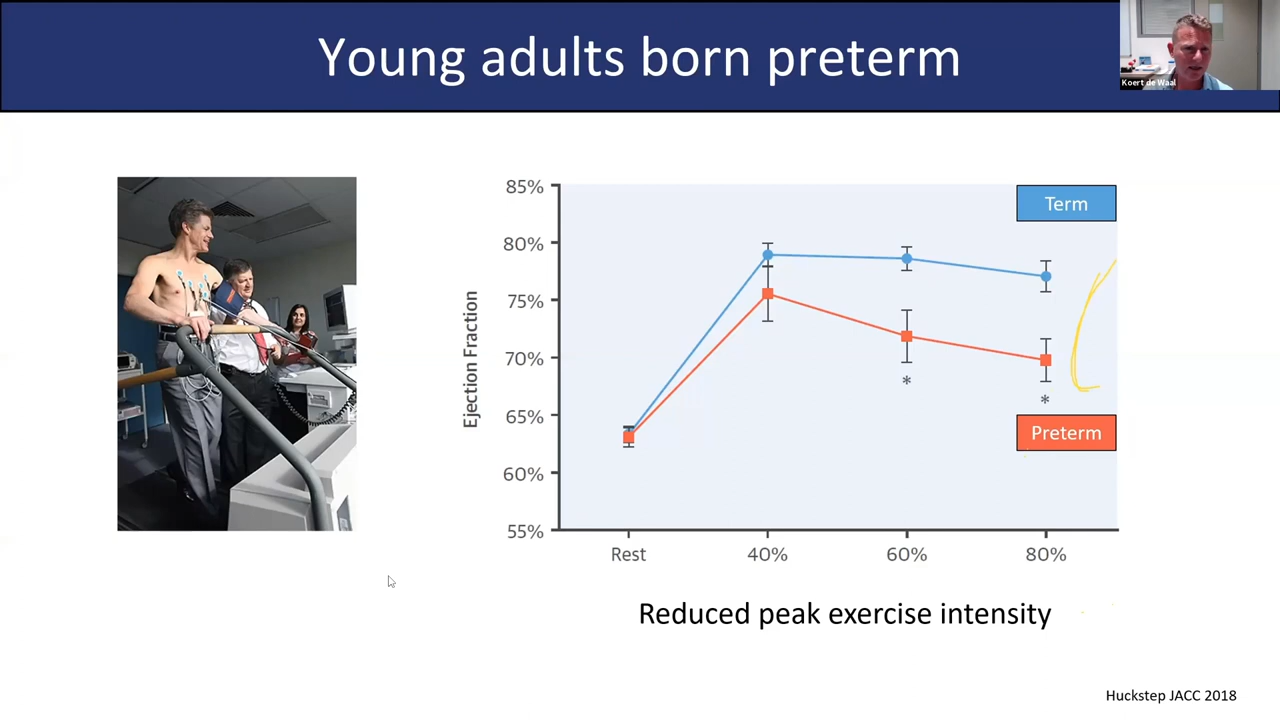 Young adults born preterm
Koert de Waal
85%
80%
75%
70%
65%
60%
55%
Ejection Fraction
Term
*
*
Preterm
Rest
40%
60%
80%
Reduced peak exercise intensity
Huckstep JACC 2018